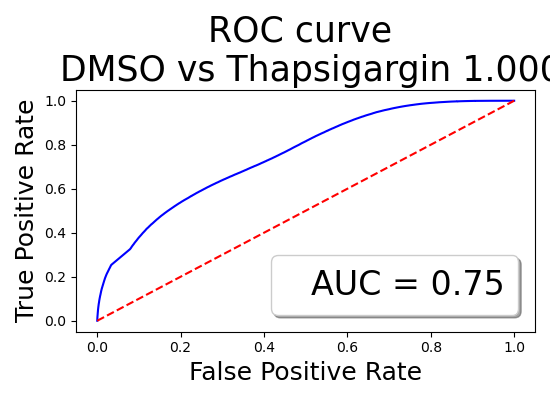 ROC curve
DMSO vs Thapsigargin 1.000
True Positive Rate
1.0
0.8
0.6
0.4
0.2
0.0
AUC = 0.75
0.0 0.2 0.4 0.6 0.8 1.0
False Positive Rate